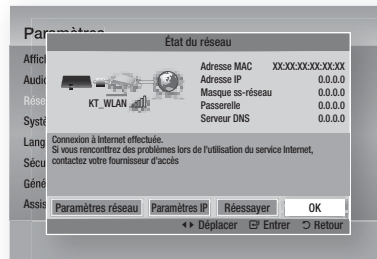 Paramètres
État du réseau
Affich
Audio
Rése
Systè
Lang
Sécu
Géné
Assis
KT_WLAN
Adresse MAC XX:XX:XX:XX:XX:XX
Adresse IP 0.0.0.0
Masque ss-réseau 0.0.0.0
Passerelle 0.0.0.0
Serveur DNS 0.0.0.0
Connexion à Internet effectuée.
Si vous renconttrez des problèmes lors de l'utilisation du service Internet,
contactez votre fournisseur d'accès
Paramètres réseau Paramètres IP Réessayer OK
Déplacer Entrer Retour